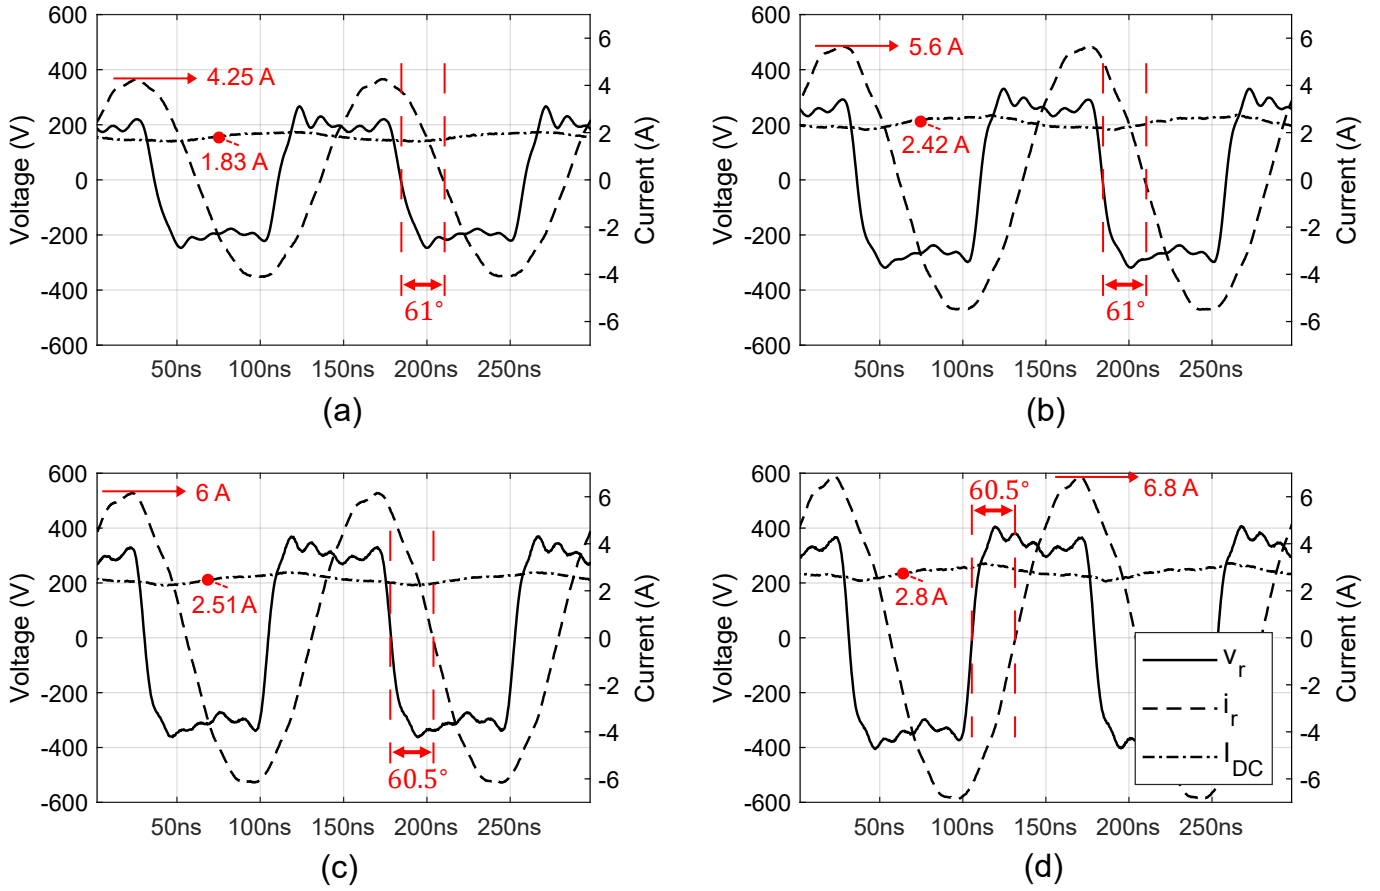 600
400
200
0
-200
-400
-600
Voltage (V)
4.25 A
1.83 A
61°
6
4
2
0
-2
-4
-6
Current (A)
50ns 100ns 150ns 200ns 250ns
(a)
600
400
200
0
-200
-400
-600
Voltage (V)
5.6 A
2.42 A
61°
6
4
2
0
-2
-4
-6
Current (A)
50ns 100ns 150ns 200ns 250ns
(b)
600
400
200
0
-200
-400
-600
Voltage (V)
6 A
2.51 A
60.5°
6
4
2
0
-2
-4
-6
Current (A)
50ns 100ns 150ns 200ns 250ns
(c)
600
400
200
0
-200
-400
-600
Voltage (V)
60.5°
6.8 A
2.8 A
v_r
i_r
I_DC
6
4
2
0
-2
-4
-6
Current (A)
50ns 100ns 150ns 200ns 250ns
(d)